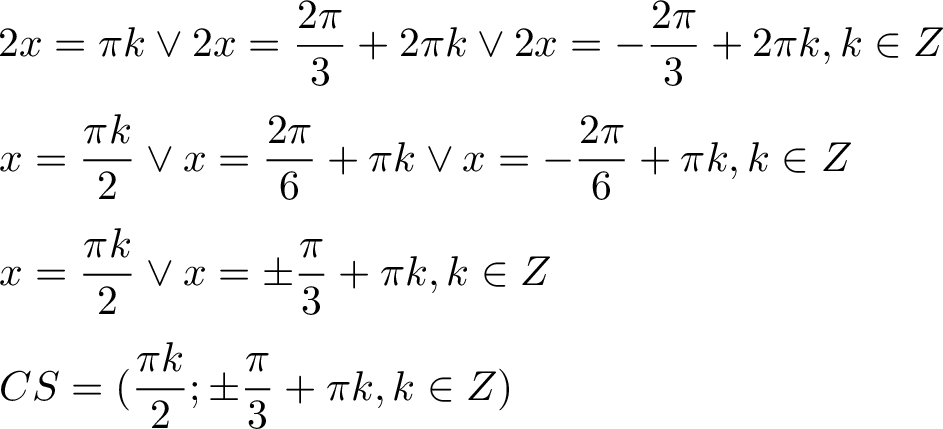 2x = πk ∨ 2x = 2π/3 + 2πk ∨ 2x = −2π/3 + 2πk, k ∈ Z
x = πk/2 ∨ x = 2π/6 + πk ∨ x = −2π/6 + πk, k ∈ Z
x = πk/2 ∨ x = ±π/3 + πk, k ∈ Z
CS = (πk/2; ±π/3 + πk, k ∈ Z)